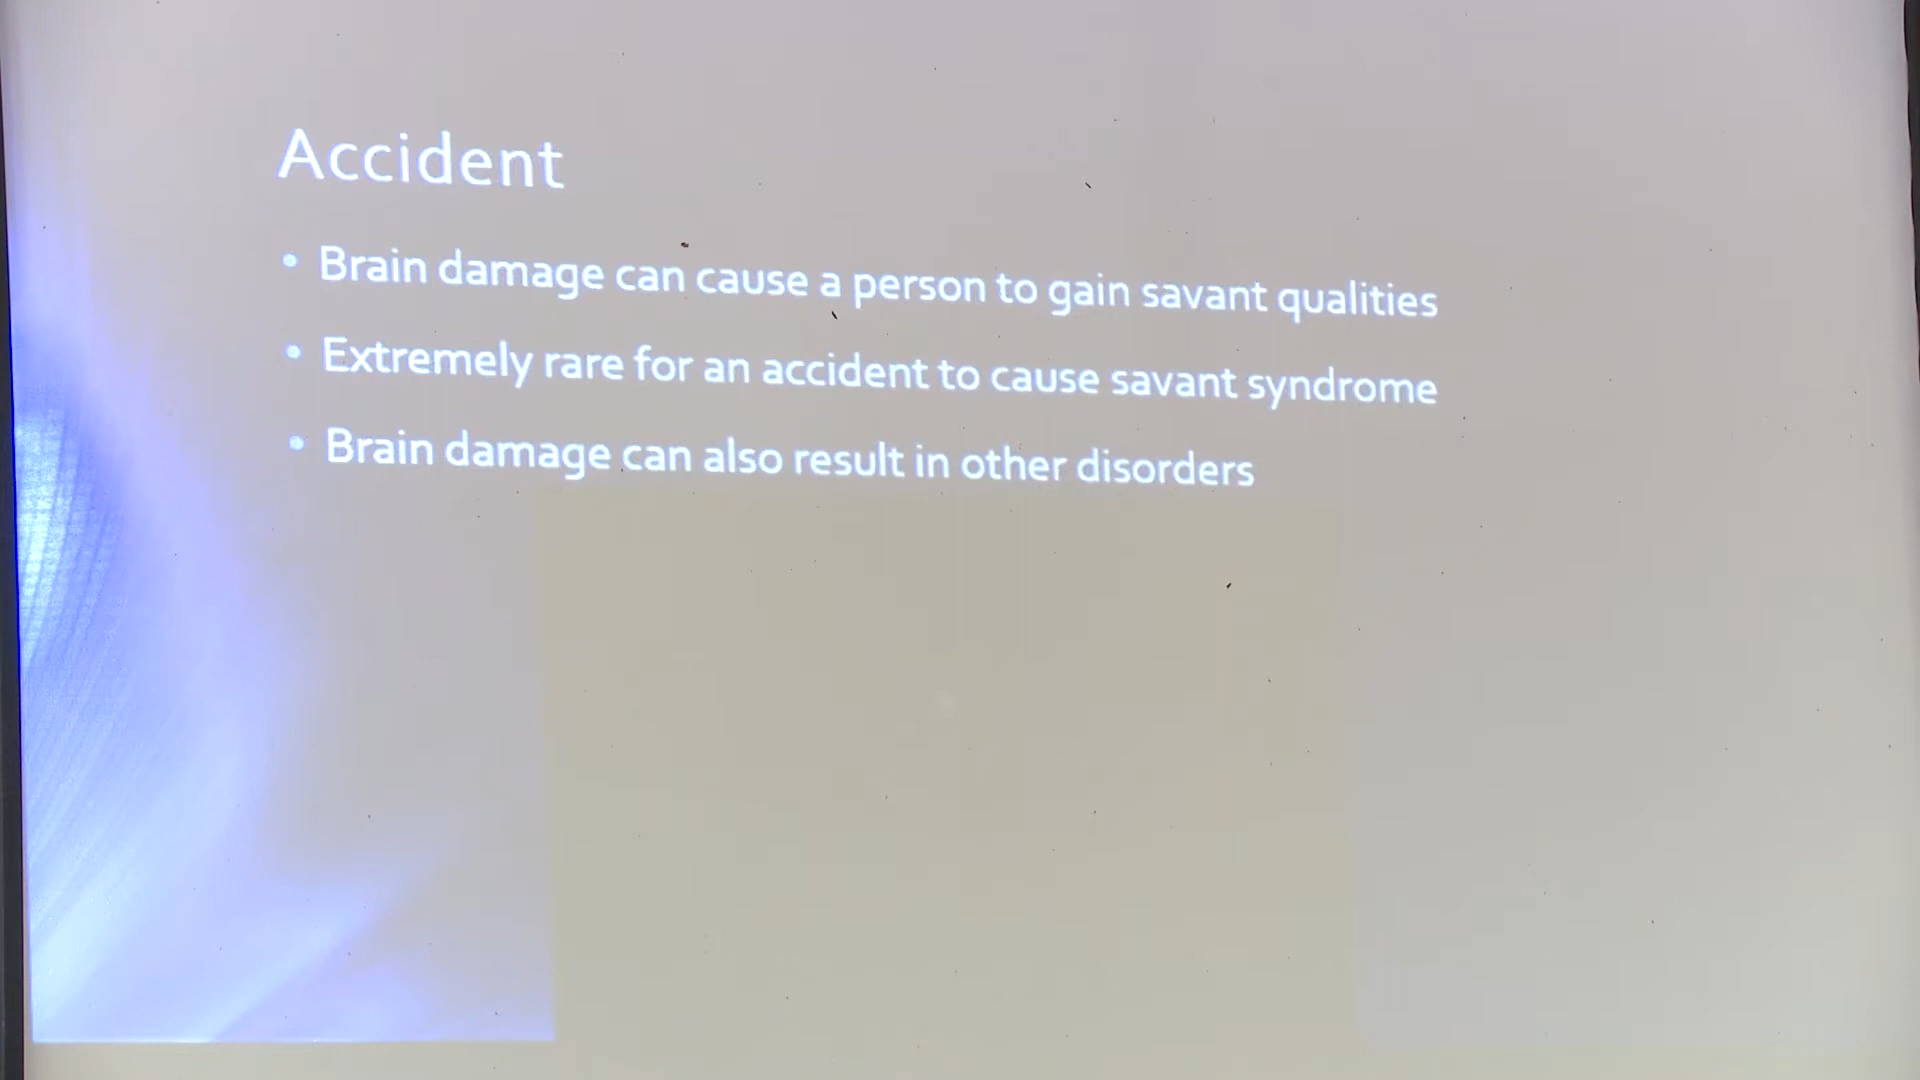 Accident
• Brain damage can cause a person to gain savant qualities
• Extremely rare for an accident to cause savant syndrome
• Brain damage can also result in other disorders